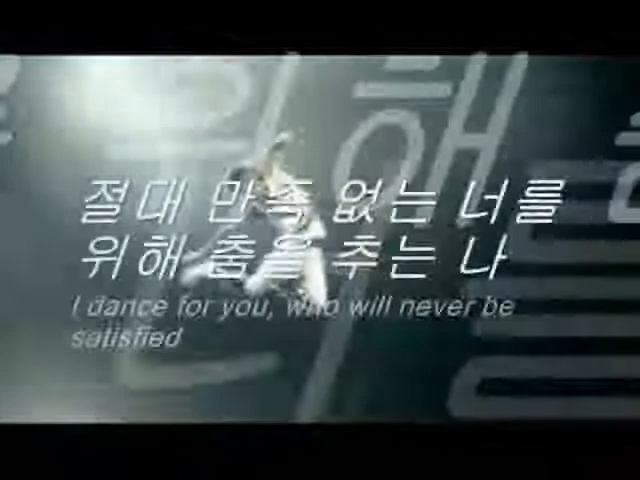 절대 만족 없는 너를
위해 춤을 추는 나
I dance for you, who will never be
satisfied